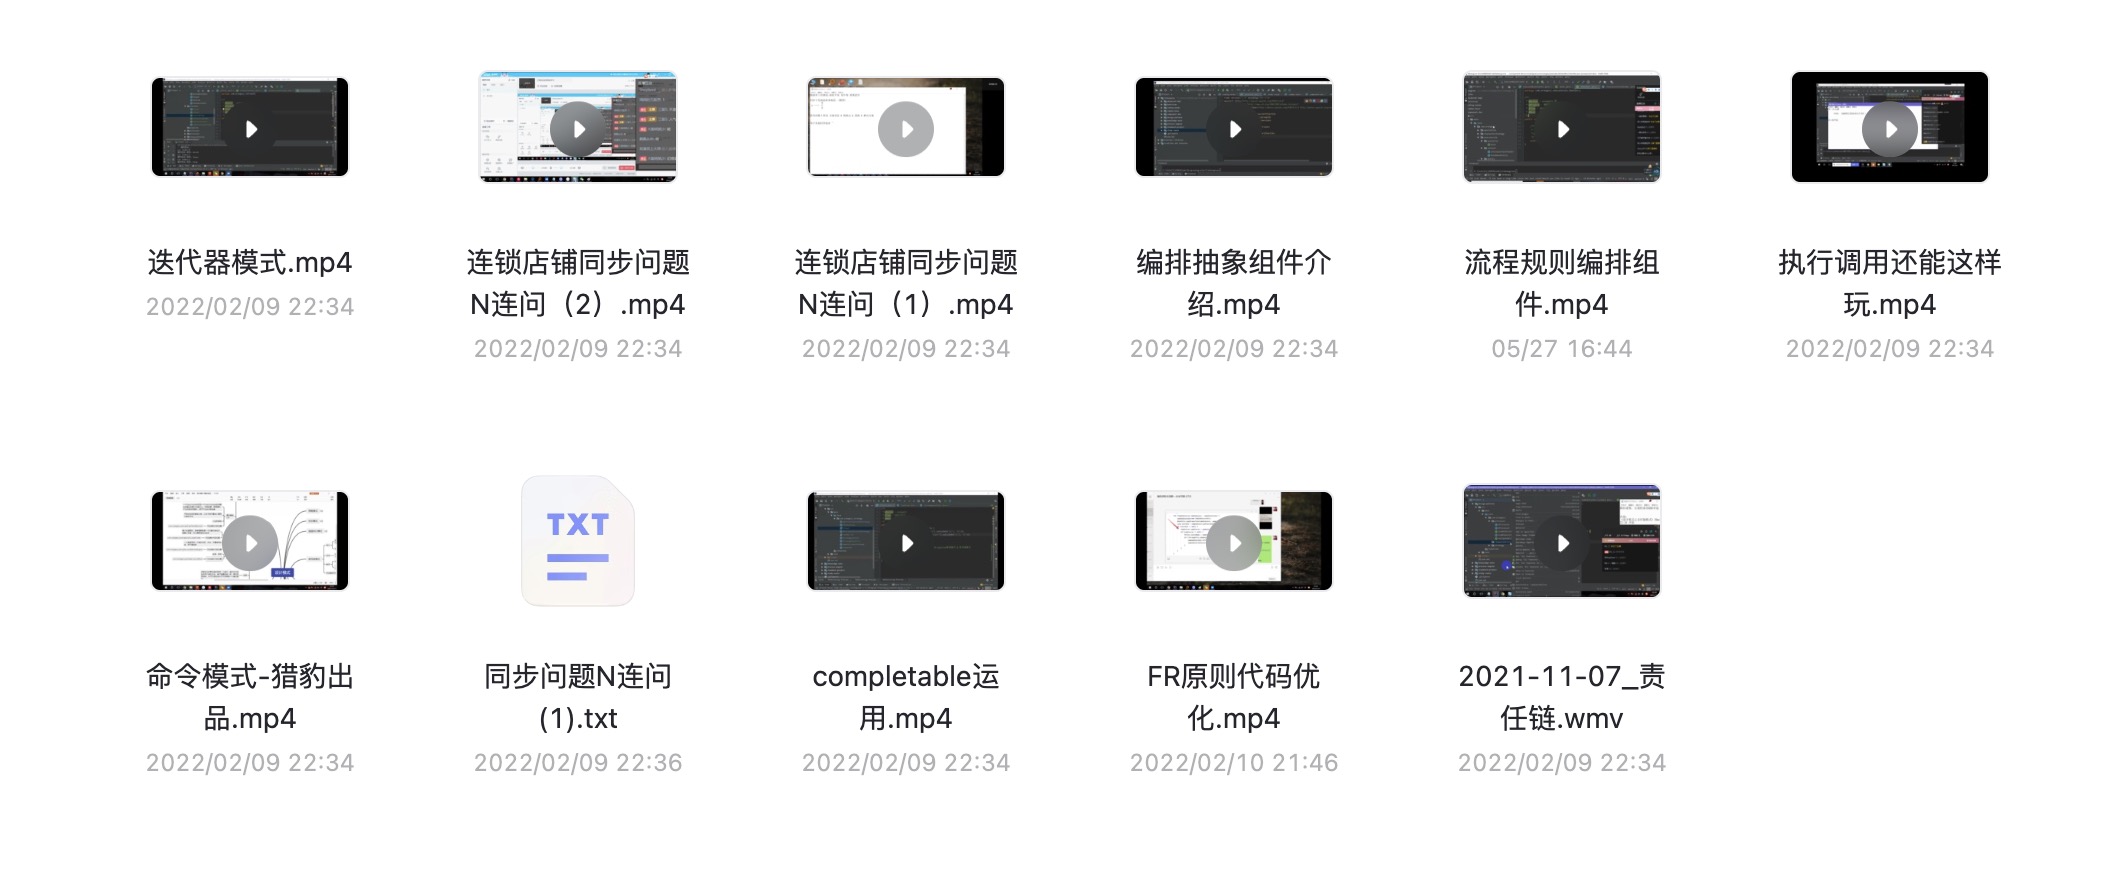 迭代器模式.mp4
2022/02/09 22:34
连锁店铺同步问题
N连问（2）.mp4
2022/02/09 22:34
连锁店铺同步问题
N连问（1）.mp4
2022/02/09 22:34
编排抽象组件介
绍.mp4
2022/02/09 22:34
流程规则编排组
件.mp4
05/27 16:44
执行调用还能这样
玩.mp4
2022/02/09 22:34
命令模式-猎豹出
品.mp4
2022/02/09 22:34
TXT
同步问题N连问
(1).txt
2022/02/09 22:36
completable运
用.mp4
2022/02/09 22:34
FR原则代码优
化.mp4
2022/02/10 21:46
2021-11-07_责
任链.wmv
2022/02/09 22:34